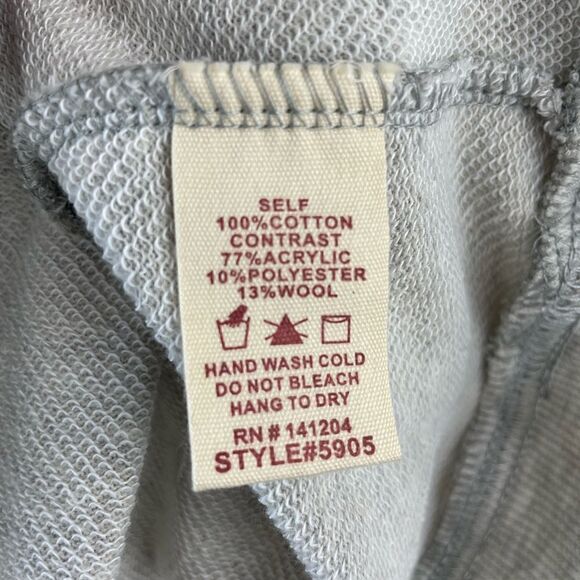 SELF
100%COTTON
CONTRAST
77%ACRYLIC
10%POLYESTER
13%WOOL
HAND WASH COLD
DO NOT BLEACH
HANG TO DRY
RN # 141204
STYLE#5905